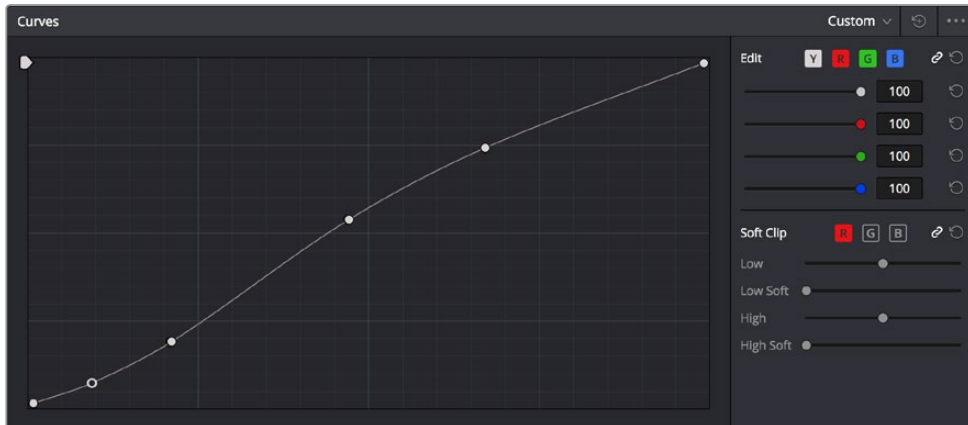 Curves
Custom
Edit Y R G B
100
100
100
100
Soft Clip R G B
Low
Low Soft
High
High Soft